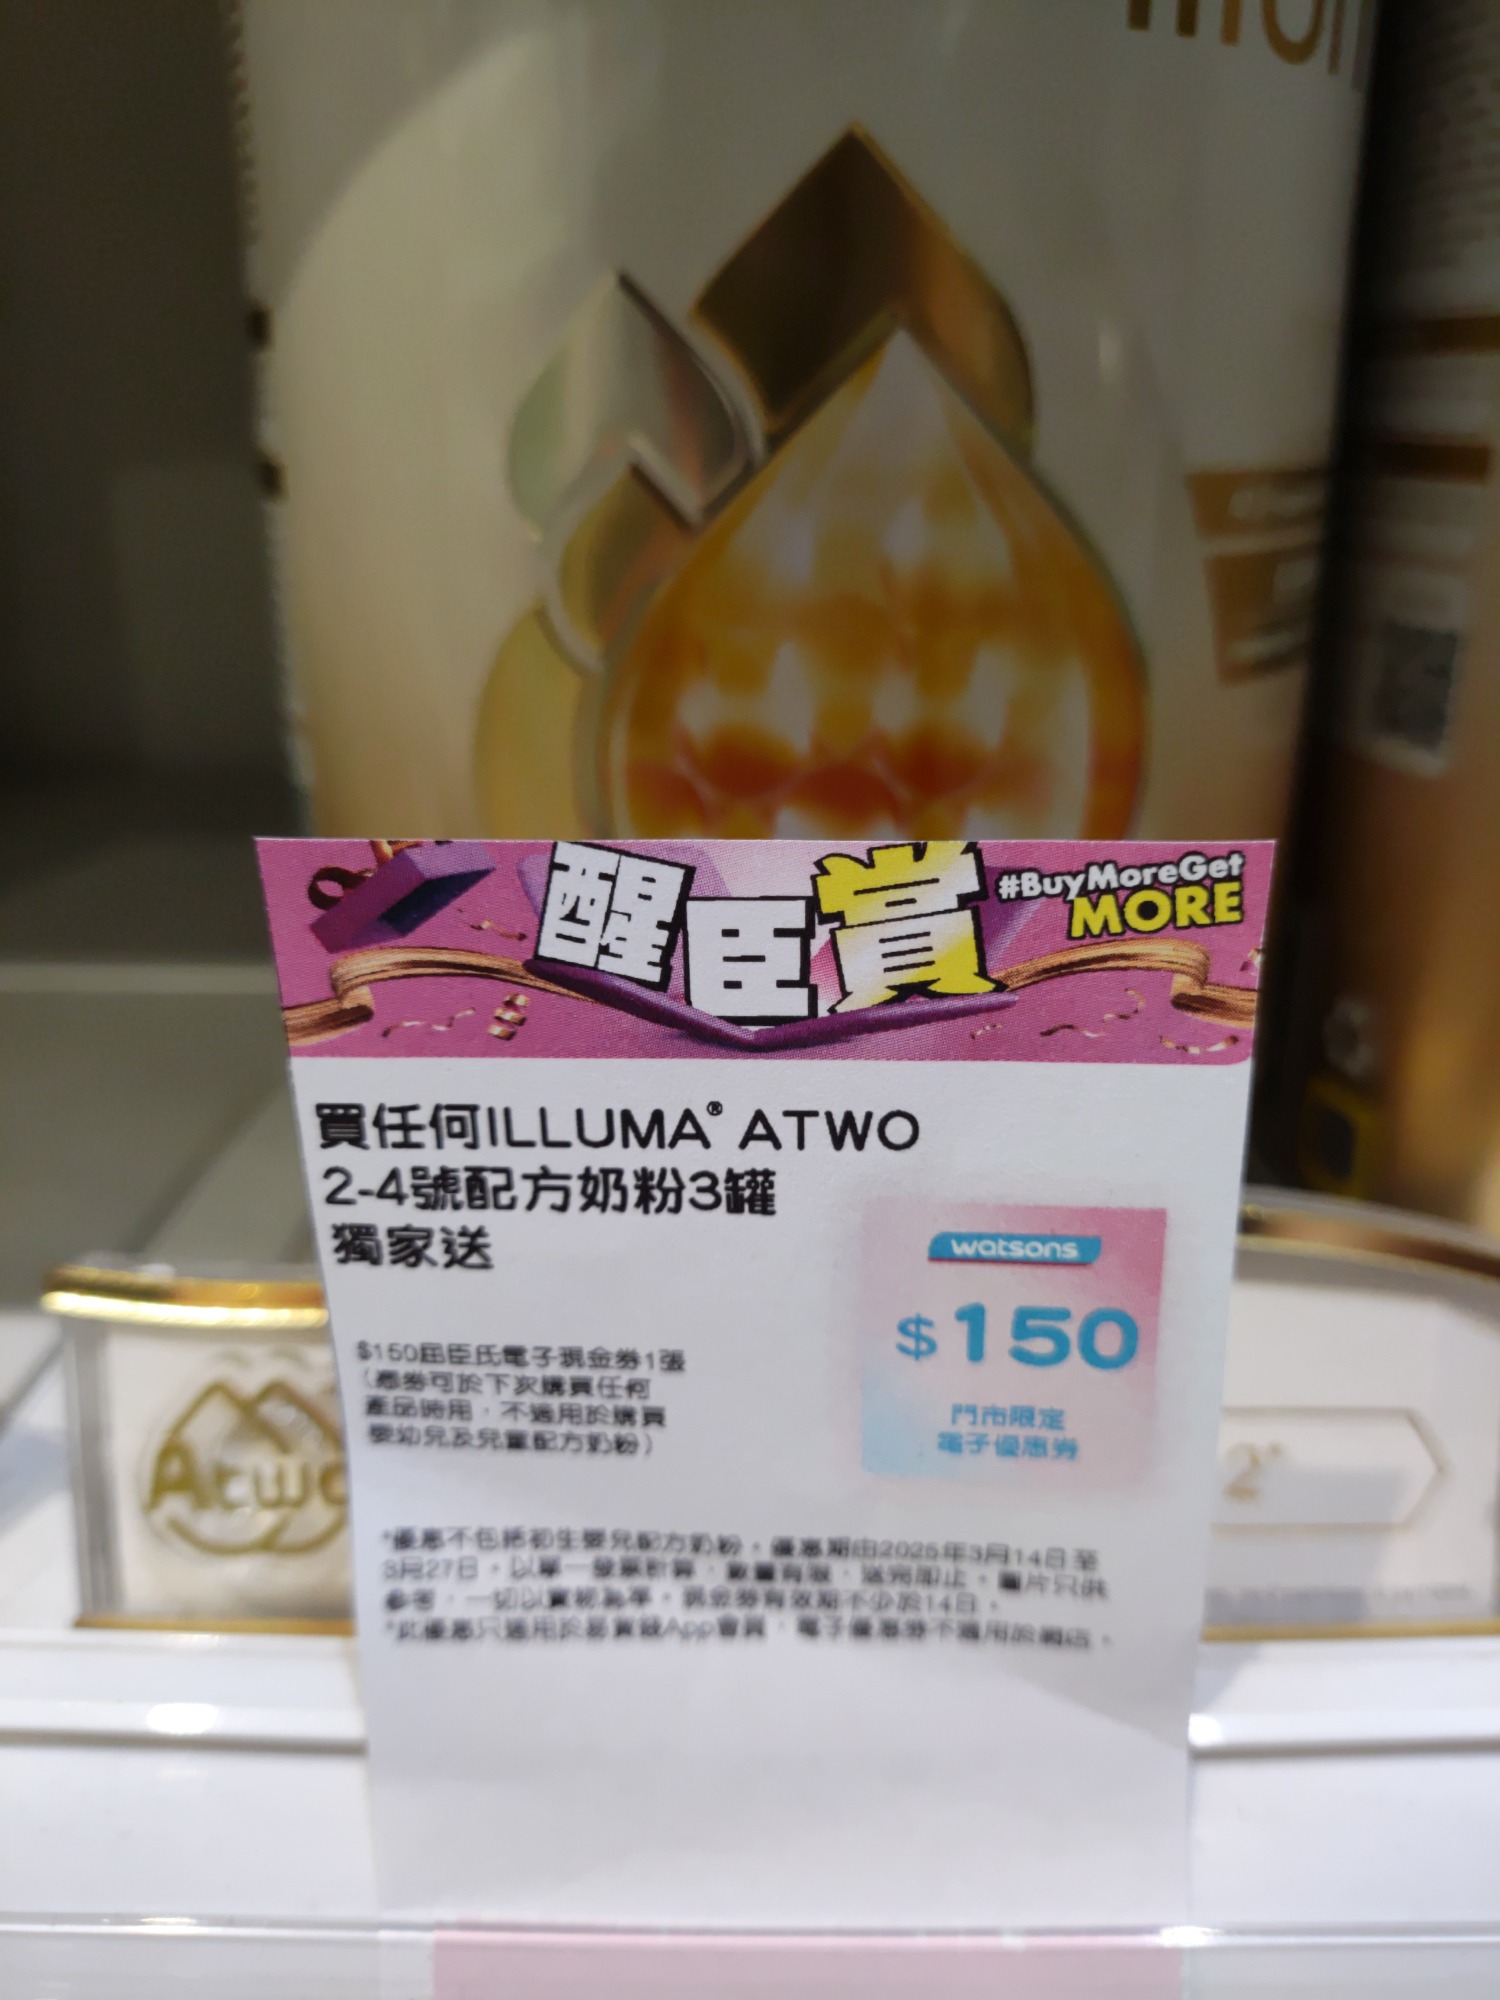 醒臣賞
#BuyMoreGet
MORE
買任何ILLUMA® ATWO
2-4號配方奶粉3罐
獨家送
watsons
$150
門市限定
電子優惠券
$150屈臣氏電子現金券1張
(憑券可於下次購買任何
產品時用，不適用於購買
嬰幼兒及兒童配方奶粉)
*優惠不包括初生嬰兒配方奶粉。優惠期由2025年3月14日至
3月27日。以單一發票計算，數量有限，送完即止。圖片只供
參考，一切以實物為準。現金券有效期不少於14日。
*此優惠只適用於易賞錢App會員，電子優惠券不適用於網店。
Atwo
2